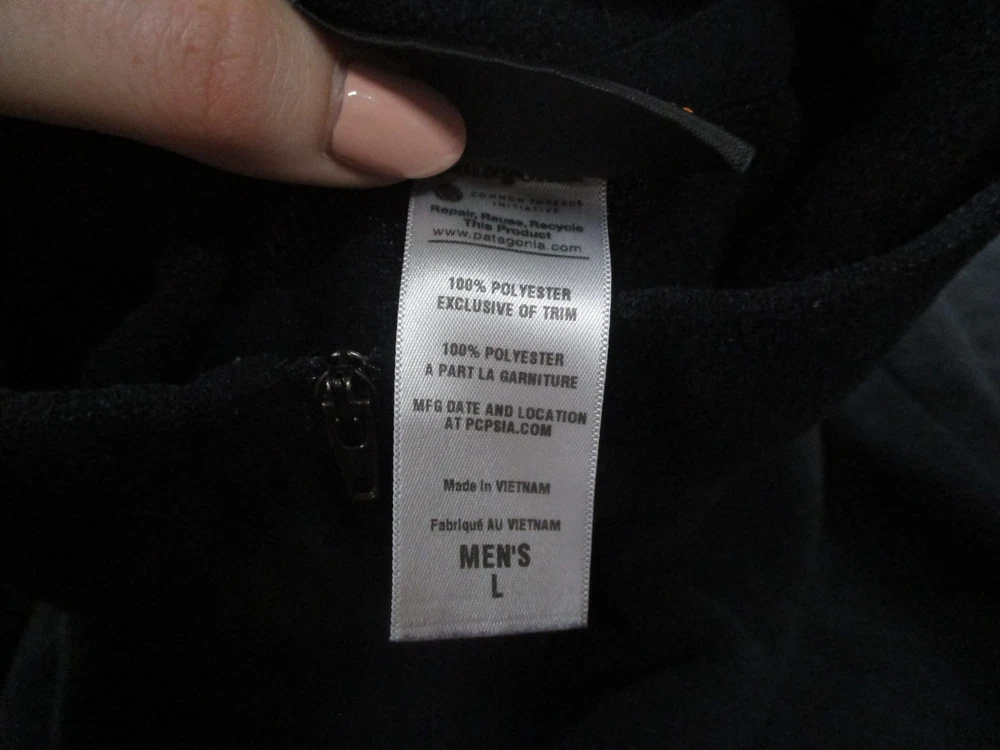 COMMON THREADS
INITIATIVE
Repair, Reuse, Recycle
This Product
www.patagonia.com
100% POLYESTER
EXCLUSIVE OF TRIM
100% POLYESTER
A PART LA GARNITURE
MFG DATE AND LOCATION
AT PCPSIA.COM
Made in VIETNAM
Fabriqué AU VIETNAM
MEN'S
L